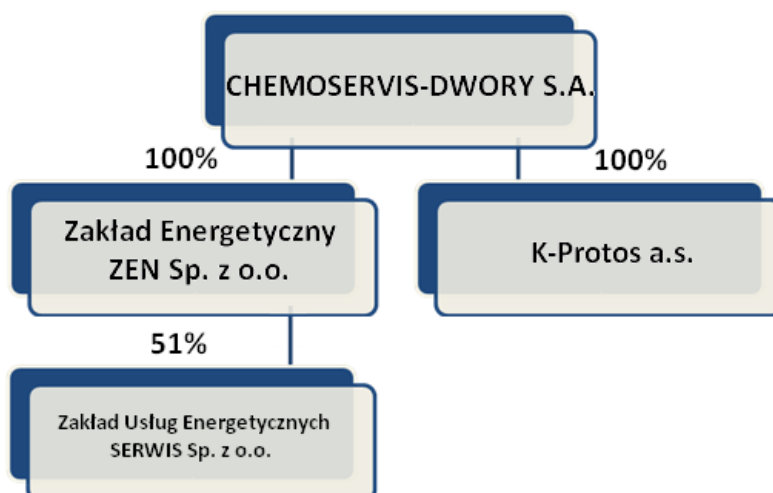 CHEMOSERVIS-DWORY S.A.
100%
100%
Zakład Energetyczny
ZEN Sp. z o.o.
K-Protos a.s.
51%
Zakład Usług Energetycznych
SERWIS Sp. z o.o.